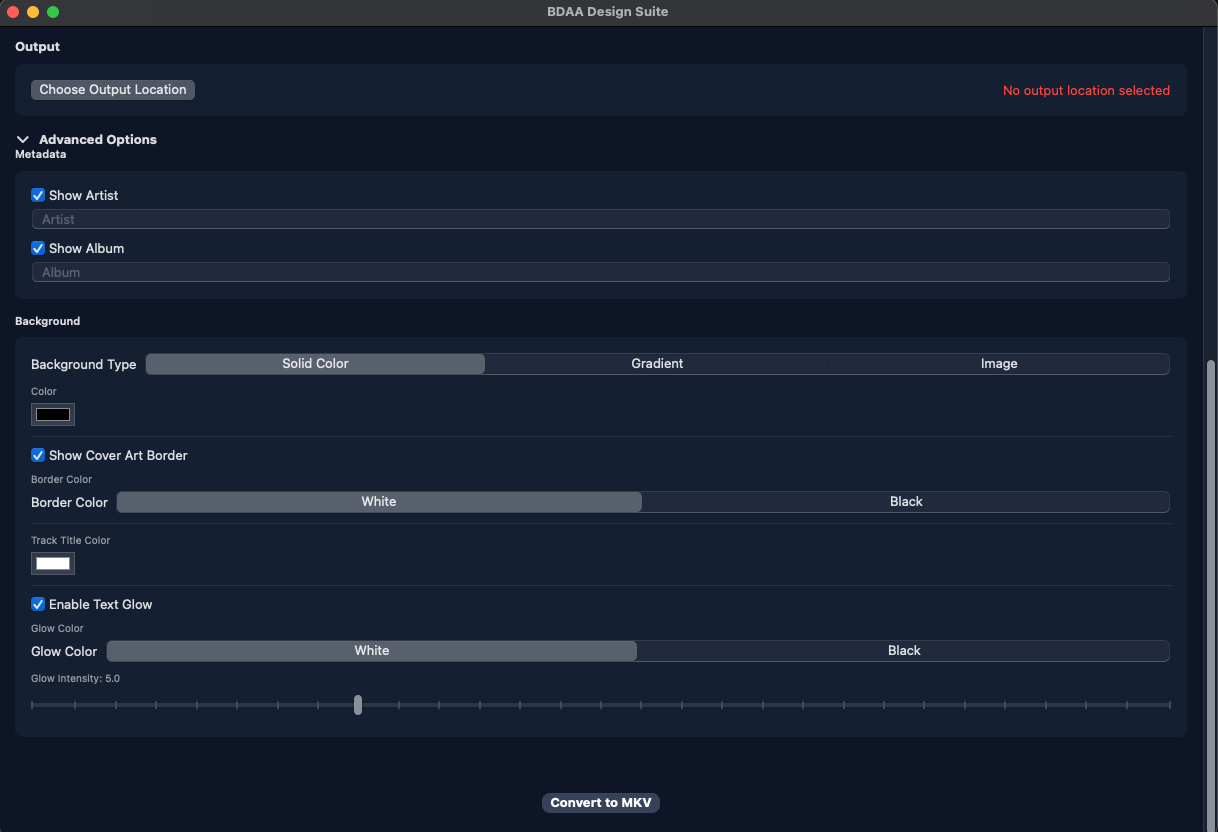 BDAA Design Suite
Output
Choose Output Location
No output location selected
Advanced Options
Metadata
Show Artist
Artist
Show Album
Album
Background
Background Type
Solid Color
Gradient
Image
Color
Show Cover Art Border
Border Color
Border Color
White
Black
Track Title Color
Enable Text Glow
Glow Color
Glow Color
White
Black
Glow Intensity: 5.0
Convert to MKV